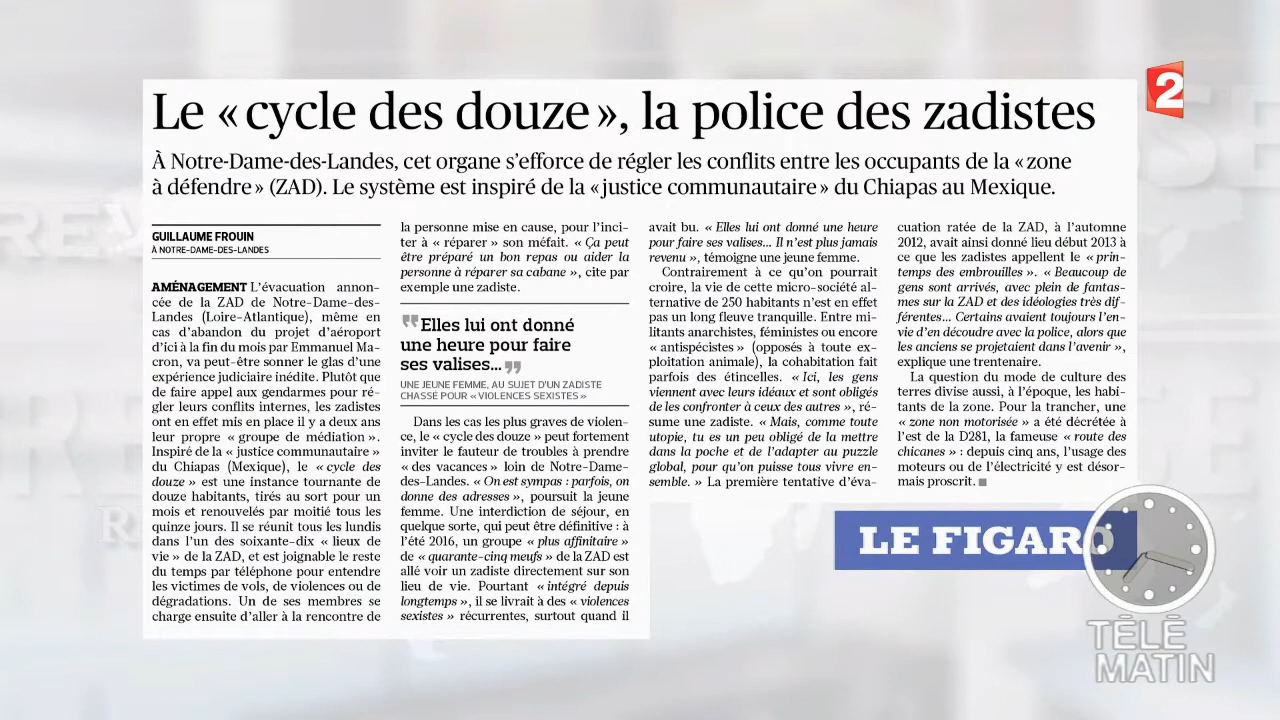 Le « cycle des douze », la police des zadistes
À Notre-Dame-des-Landes, cet organe s'efforce de régler les conflits entre les occupants de la « zone
à défendre » (ZAD). Le système est inspiré de la « justice communautaire » du Chiapas au Mexique.
GUILLAUME FROUIN
À NOTRE-DAME-DES-LANDES
AMÉNAGEMENT L'évacuation annon-
cée de la ZAD de Notre-Dame-des-
Landes (Loire-Atlantique), même en
cas d'abandon du projet d'aéroport
d'ici à la fin du mois par Emmanuel Ma-
cron, va peut-être sonner le glas d'une
expérience judiciaire inédite. Plutôt que
de faire appel aux gendarmes pour ré-
gler leurs conflits internes, les zadistes
ont en effet mis en place il y a deux ans
leur propre « groupe de médiation ».
Inspiré de la « justice communautaire »
du Chiapas (Mexique), le « cycle des
douze » est une instance tournante de
douze habitants, tirés au sort pour un
mois et renouvelés par moitié tous les
quinze jours. Il se réunit tous les lundis
dans l'un des soixante-dix « lieux de
vie » de la ZAD, et est joignable le reste
du temps par téléphone pour entendre
les victimes de vols, de violences ou de
dégradations. Un de ses membres se
charge ensuite d'aller à la rencontre de
la personne mise en cause, pour l'inci-
ter à « réparer » son méfait. « Ça peut
être préparé un bon repas ou aider la
personne à réparer sa cabane », cite par
exemple une zadiste.
"Elles lui ont donné
une heure pour faire
ses valises..."
UNE JEUNE FEMME, AU SUJET D'UN ZADISTE
CHASSÉ POUR « VIOLENCES SEXISTES »
Dans les cas les plus graves de violen-
ce, le « cycle des douze » peut fortement
inviter le fauteur de troubles à prendre
« des vacances » loin de Notre-Dame-
des-Landes. « On est sympas : parfois, on
donne des adresses », poursuit la jeune
femme. Une interdiction de séjour, en
quelque sorte, qui peut être définitive : à
l'été 2016, un groupe « plus affinitaire »
de « quarante-cinq meufs » de la ZAD est
allé voir un zadiste directement sur son
lieu de vie. Pourtant « intégré depuis
longtemps », il se livrait à des « violences
sexistes » récurrentes, surtout quand il
avait bu. « Elles lui ont donné une heure
pour faire ses valises... Il n'est plus jamais
revenu », témoigne une jeune femme.
Contrairement à ce qu'on pourrait
croire, la vie de cette micro-société al-
ternative de 250 habitants n'est en effet
pas un long fleuve tranquille. Entre mi-
litants anarchistes, féministes ou encore
« antispécistes » (opposés à toute ex-
ploitation animale), la cohabitation fait
parfois des étincelles. « Ici, les gens
viennent avec leurs idéaux et sont obligés
de les confronter à ceux des autres », ré-
sume une zadiste. « Mais, comme toute
utopie, tu es un peu obligé de la mettre
dans la poche et de l'adapter au puzzle
global, pour qu'on puisse tous vivre en-
semble. » La première tentative d'éva-
cuation ratée de la ZAD, à l'automne
2012, avait ainsi donné lieu début 2013 à
ce que les zadistes appellent le « prin-
temps des embrouilles ». « Beaucoup de
gens sont arrivés, avec plein de fantas-
mes sur la ZAD et des idéologies très dif-
férentes... Certains avaient toujours l'en-
vie d'en découdre avec la police, alors que
les anciens se projetaient dans l'avenir »,
explique une trentenaire.
La question du mode de culture des
terres divise aussi, à l'époque, les habi-
tants de la zone. Pour la trancher, une
« zone non motorisée » a été décrétée à
l'est de la D281, la fameuse « route des
chicanes » : depuis cinq ans, l'usage des
moteurs ou de l'électricité y est désor-
mais proscrit.
2
LE FIGARO
TÉLÉ
MATIN